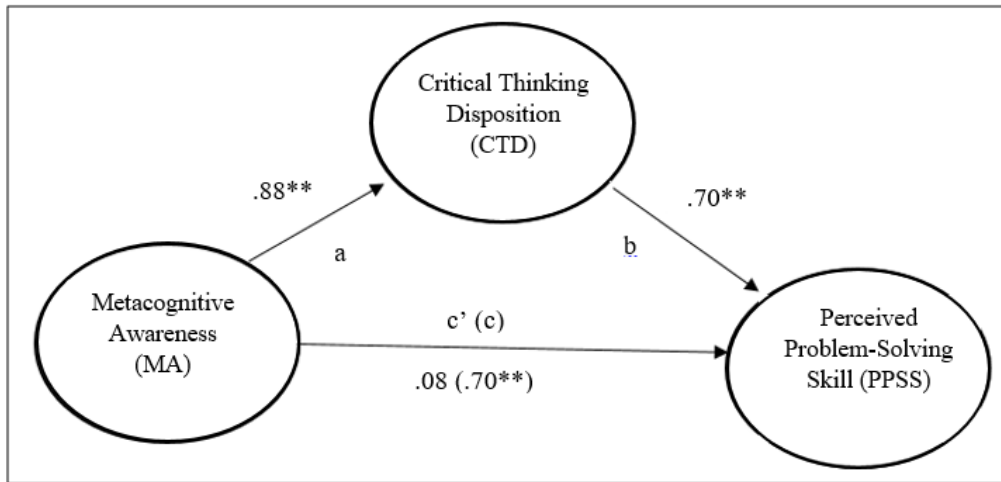 Critical Thinking
Disposition
(CTD)
.88**
.70**
a
b
Metacognitive
Awareness
(MA)
c’ (c)
.08 (.70**)
Perceived
Problem-Solving
Skill (PPSS)